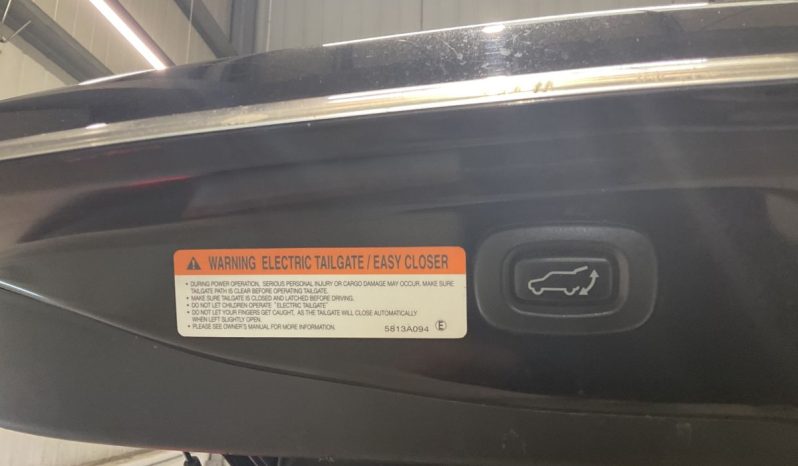 WARNING ELECTRIC TAILGATE / EASY CLOSER
• DURING POWER OPERATION, SERIOUS PERSONAL INJURY OR CARGO DAMAGE MAY OCCUR. MAKE SURE
TAILGATE PATH IS CLEAR BEFORE OPERATING TAILGATE.
• MAKE SURE TAILGATE IS CLOSED AND LATCHED BEFORE DRIVING.
• DO NOT LET CHILDREN OPERATE "ELECTRIC TAILGATE"
• DO NOT LET YOUR FINGERS GET CAUGHT, AS THE TAILGATE WILL CLOSE AUTOMATICALLY
WHEN LEFT SLIGHTLY OPEN.
• PLEASE SEE OWNER'S MANUAL FOR MORE INFORMATION. 5813A094 E